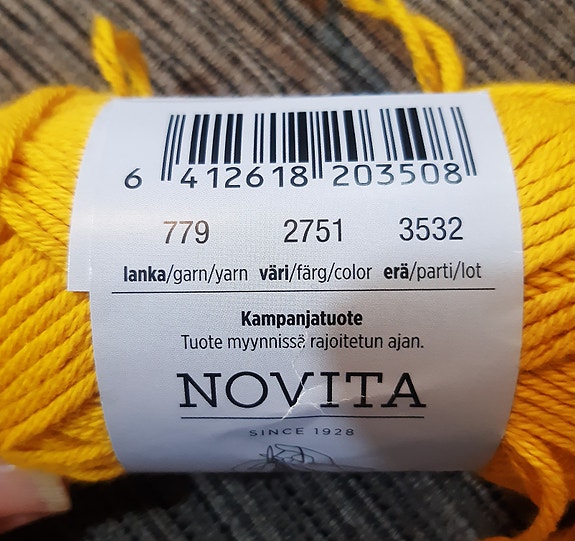 6 412618 203508
779 2751 3532
lanka/garn/yarn väri/färg/color erä/parti/lot
Kampanjatuote
Tuote myynnissä rajoitetun ajan.
NOVITA
SINCE 1928